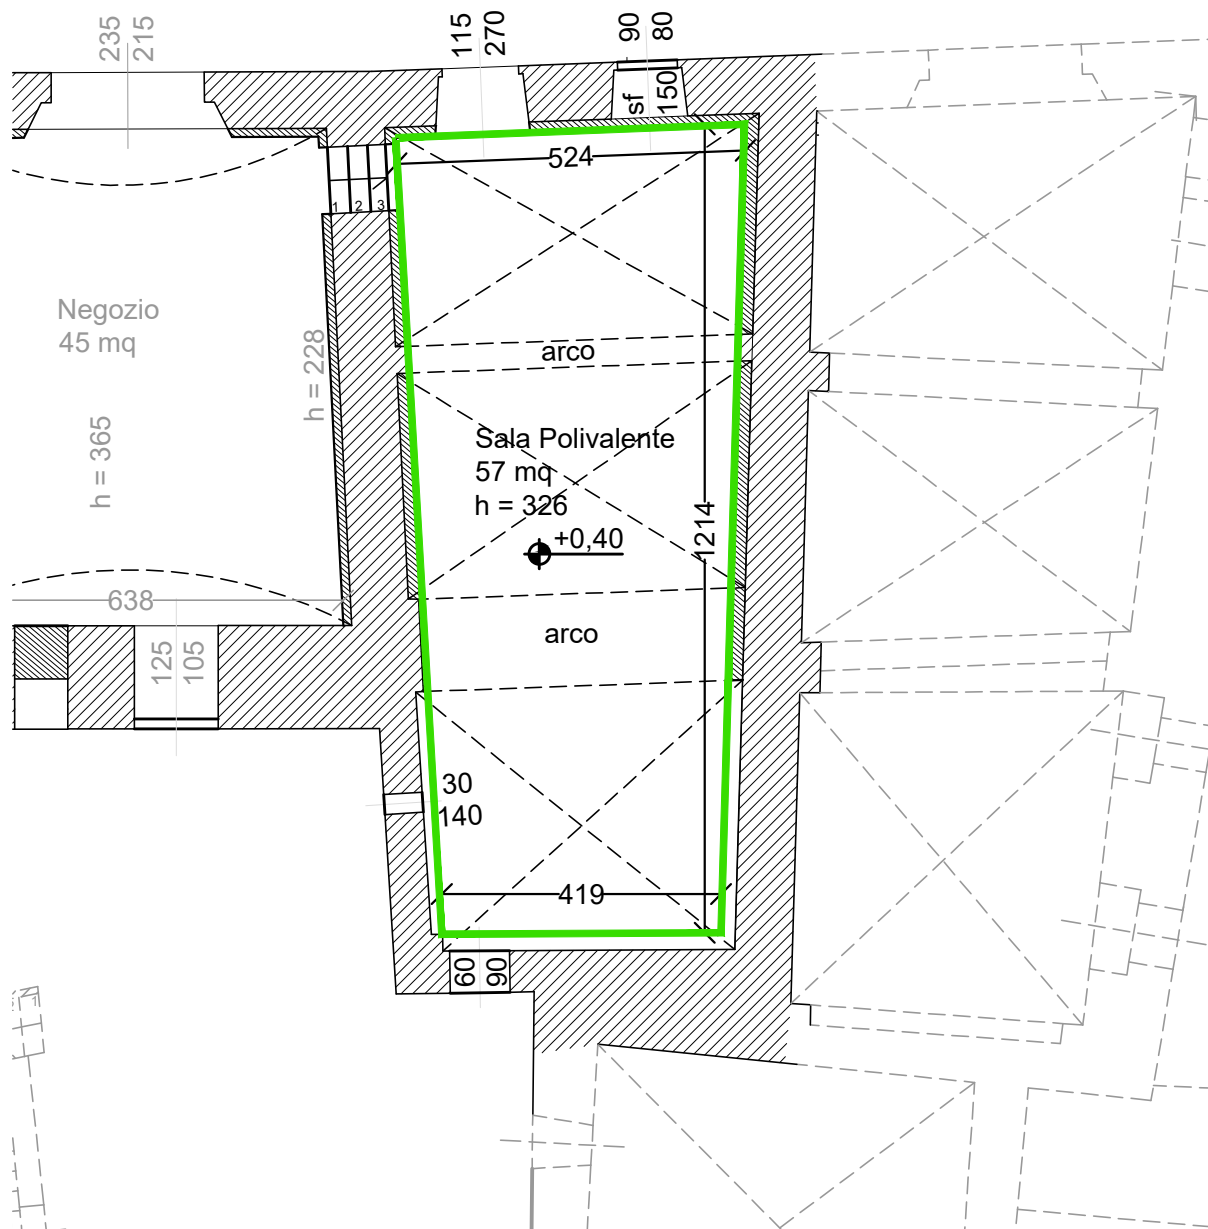 235
215
115
270
90
80
sf
150
524
1
2
3
Negozio
45 mq
h = 228
h = 365
arco
Sala Polivalente
57 mq
h = 326
+0,40
1214
638
125
105
arco
30
140
419
60
90